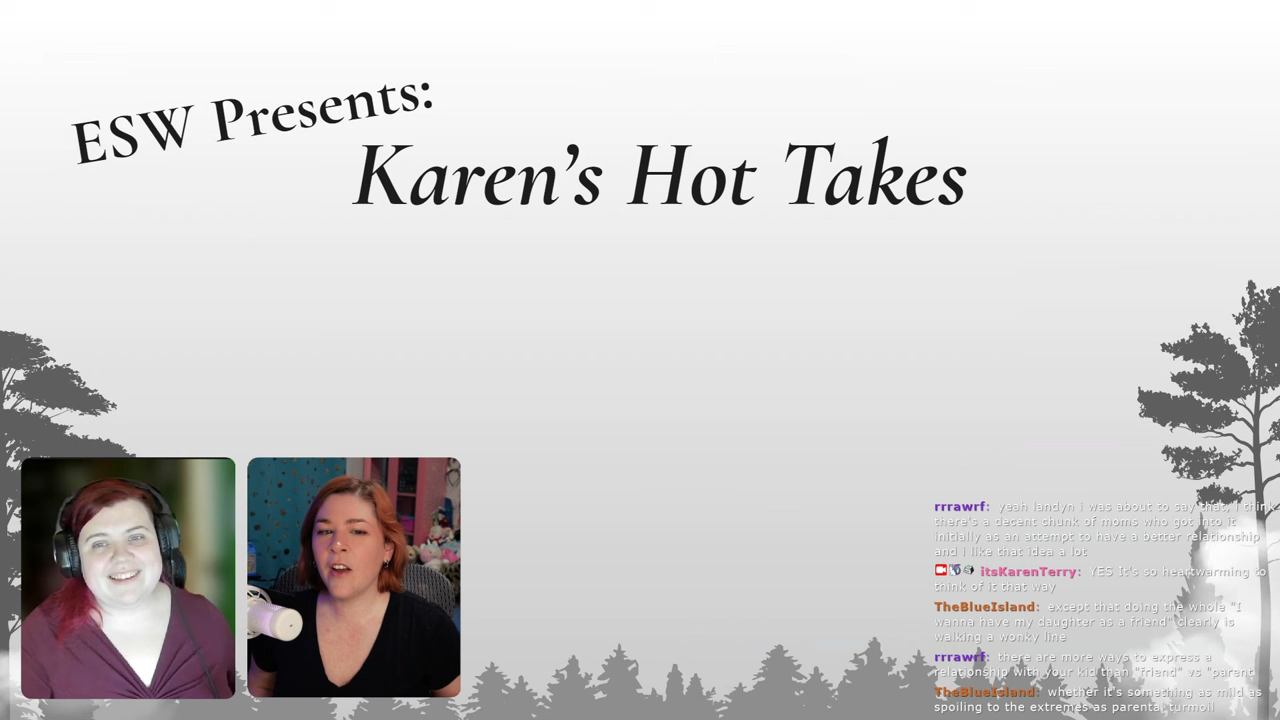 ESW Presents:
Karen's Hot Takes
rrrawrf: yeah landyn i was about to say that, I think
there's a decent chunk of moms who got into it
initially as an attempt to have a better relationship
and I like that idea a lot
itsKarenTerry: YES It's so heartwarming to
think of it that way
TheBlueIsland: except that doing the whole "I
wanna have my daughter as a friend" clearly is
walking a wonky line
rrrawrf: there are more ways to express a
relationship with your kid than "friend" vs "parent
TheBlueIsland: whether it's something as mild as
spoiling to the extremes as parental turmoil